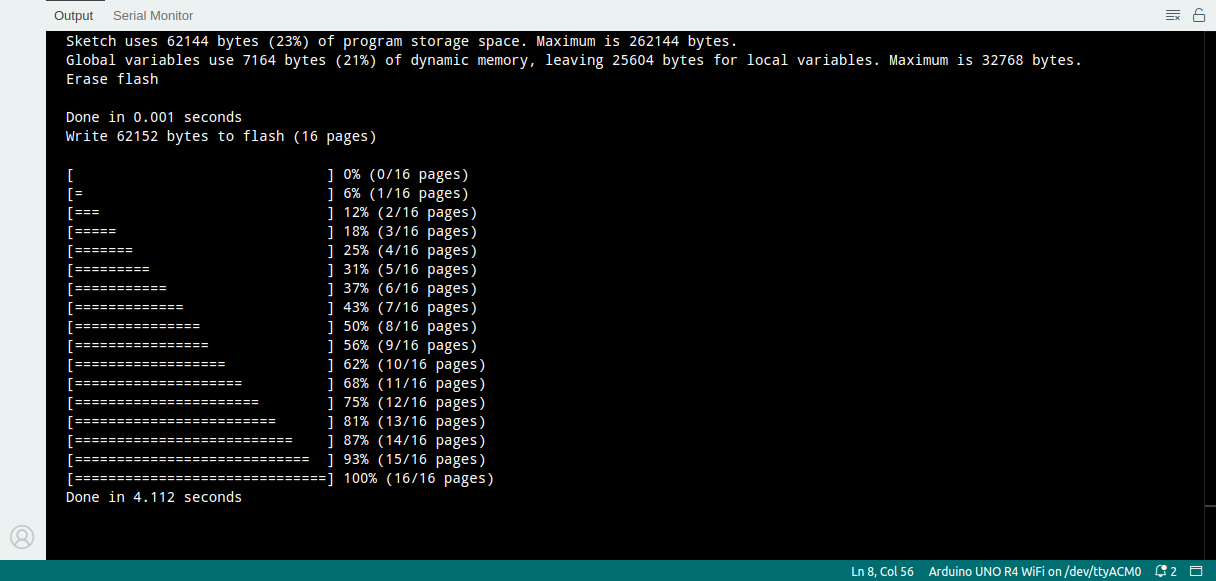 Output Serial Monitor
Sketch uses 62144 bytes (23%) of program storage space. Maximum is 262144 bytes.
Global variables use 7164 bytes (21%) of dynamic memory, leaving 25604 bytes for local variables. Maximum is 32768 bytes.
Erase flash
Done in 0.001 seconds
Write 62152 bytes to flash (16 pages)
[                              ] 0% (0/16 pages)
[=                             ] 6% (1/16 pages)
[===                           ] 12% (2/16 pages)
[=====                         ] 18% (3/16 pages)
[=======                       ] 25% (4/16 pages)
[=========                     ] 31% (5/16 pages)
[===========                   ] 37% (6/16 pages)
[=============                 ] 43% (7/16 pages)
[===============               ] 50% (8/16 pages)
[================              ] 56% (9/16 pages)
[==================            ] 62% (10/16 pages)
[====================          ] 68% (11/16 pages)
[======================        ] 75% (12/16 pages)
[========================      ] 81% (13/16 pages)
[==========================    ] 87% (14/16 pages)
[============================  ] 93% (15/16 pages)
[==============================] 100% (16/16 pages)
Done in 4.112 seconds
Ln 8, Col 56 Arduino UNO R4 WiFi on /dev/ttyACM0 2